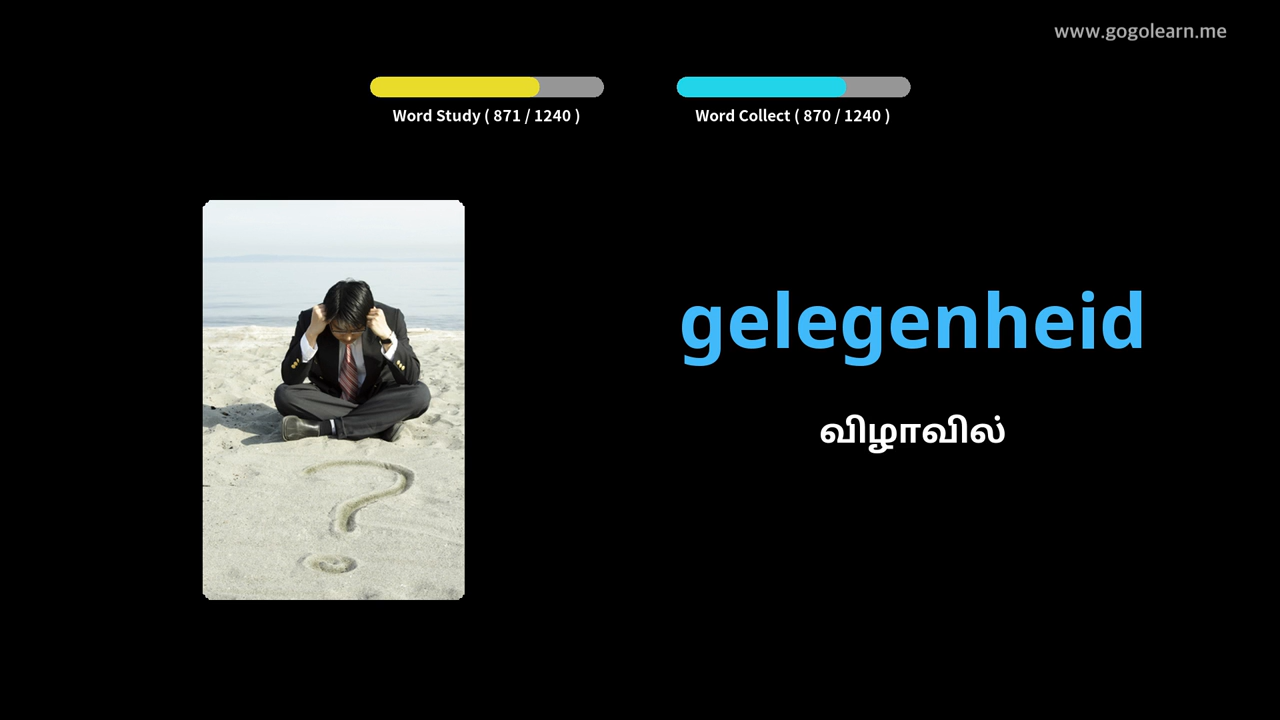 www.gogolearn.me
Word Study ( 871 / 1240 )
Word Collect ( 870 / 1240 )
gelegenheid
விழாவில்
?